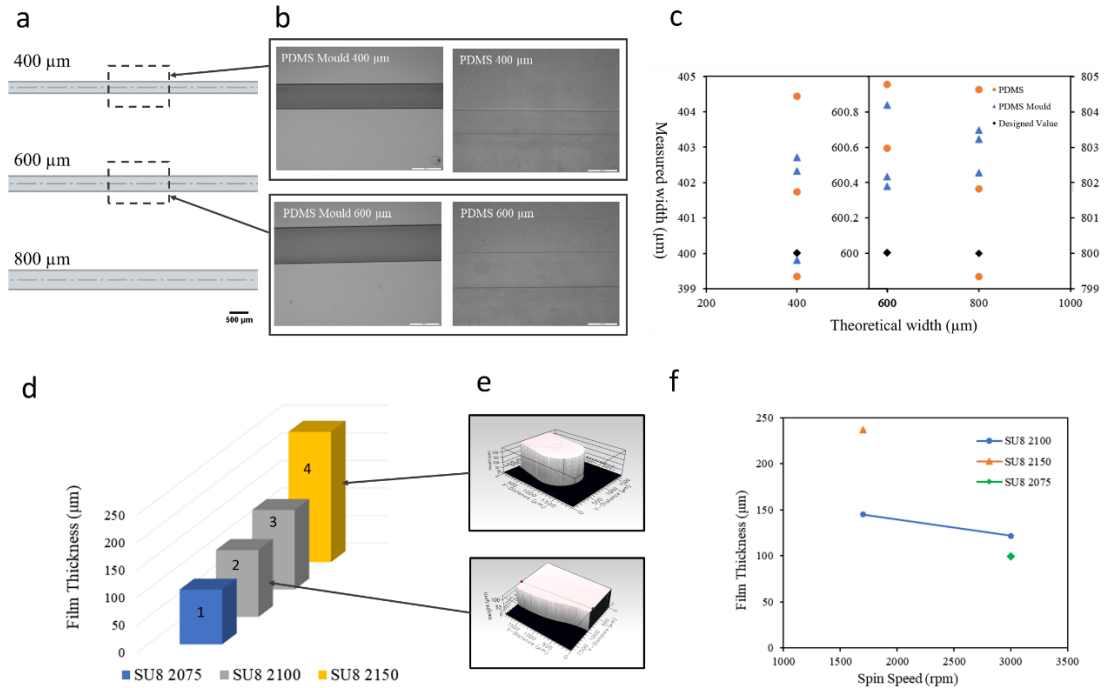 a
400 µm
600 µm
800 µm
500 µm
b
PDMS Mould 400 µm
PDMS 400 µm
PDMS Mould 600 µm
PDMS 600 µm
c
Measured width
(µm)
405
404
403
402
401
400
399
600.8
600.6
600.4
600.2
600
805
804
803
802
801
800
799
PDMS
PDMS Mould
Designed Value
200
400
600
800
1000
Theoretical width (µm)
d
Film Thickness (µm)
250
200
150
100
50
0
1
2
3
4
SU8 2075
SU8 2100
SU8 2150
e
f
Film Thickness (µm)
250
200
150
100
50
0
SU8 2100
SU8 2150
SU8 2075
1000
1500
2000
2500
3000
3500
Spin Speed (rpm)